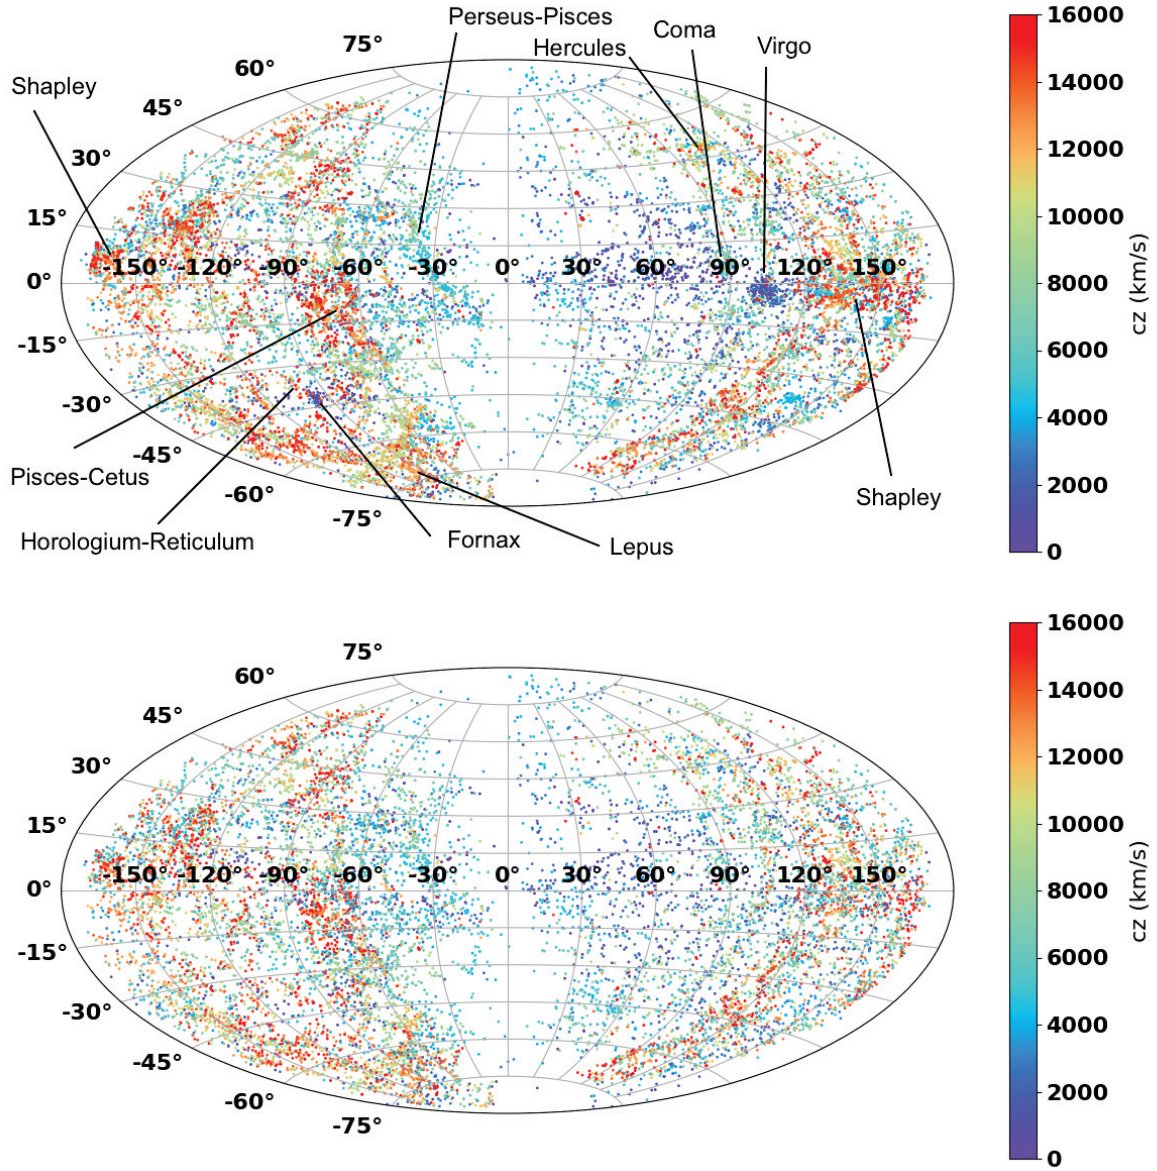 Perseus-Pisces
Coma
Hercules
Virgo
Shapley
75°
60°
45°
30°
15°
0°
-15°
-30°
-45°
-60°
-75°
-150° -120° -90° -60° -30° 0° 30° 60° 90° 120° 150°
Pisces-Cetus
Horologium-Reticulum
Fornax
Lepus
Shapley
16000
14000
12000
10000
8000
6000
4000
2000
0
cz (km/s)
75°
60°
45°
30°
15°
0°
-15°
-30°
-45°
-60°
-75°
-150° -120° -90° -60° -30° 0° 30° 60° 90° 120° 150°
16000
14000
12000
10000
8000
6000
4000
2000
0
cz (km/s)